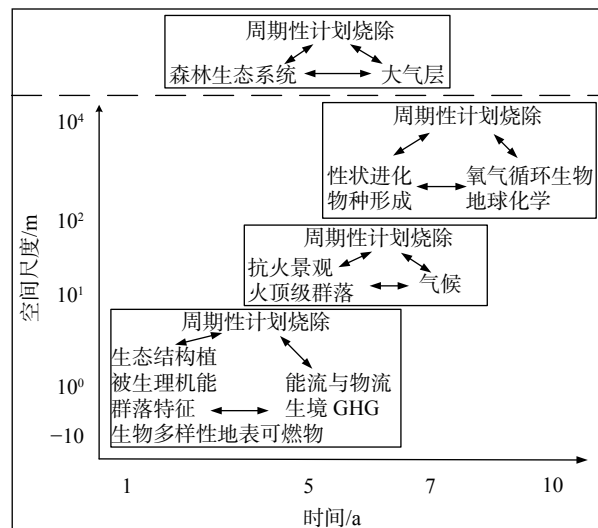 周期性计划烧除
森林生态系统 大气层
10⁴
周期性计划烧除
性状进化 氧气循环生物
物种形成 地球化学
10²
周期性计划烧除
抗火景观
气候
火顶级群落
10¹
空间尺度/m
周期性计划烧除
生态结构植
被生理机能 能流与物流
10⁰
群落特征 生境 GHG
−10
生物多样性地表可燃物
1 5 7 10
时间/a